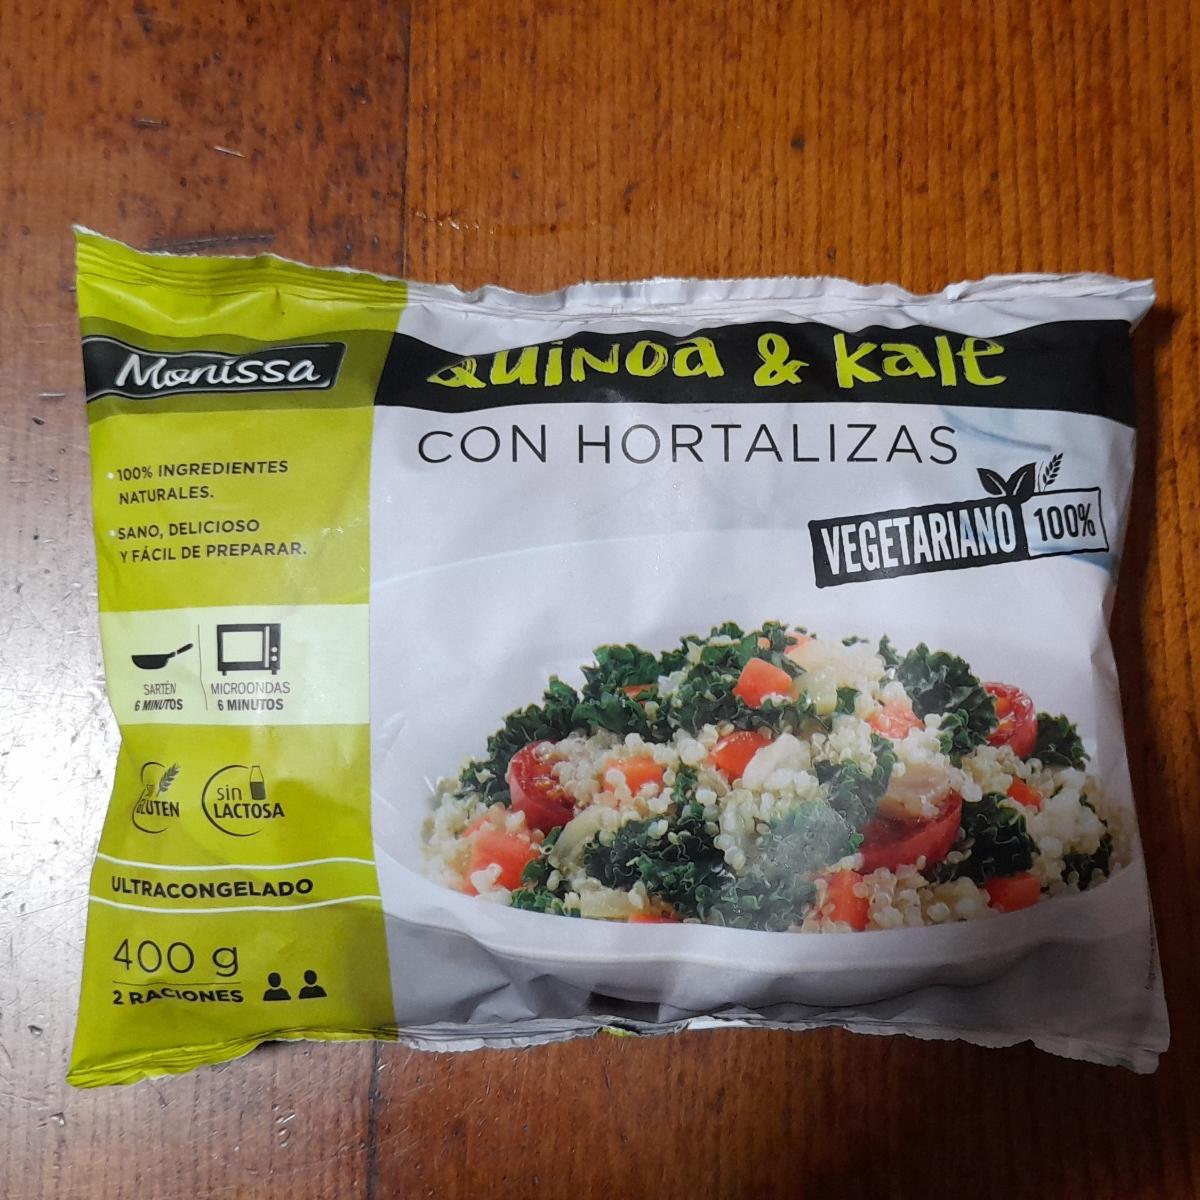 Monissa
QUINOA & KALE
CON HORTALIZAS
VEGETARIANO 100%
• 100% INGREDIENTES
NATURALES.
• SANO, DELICIOSO
Y FÁCIL DE PREPARAR.
SARTÉN
6 MINUTOS
MICROONDAS
6 MINUTOS
GLUTEN
sin
LACTOSA
ULTRACONGELADO
400 g
2 RACIONES